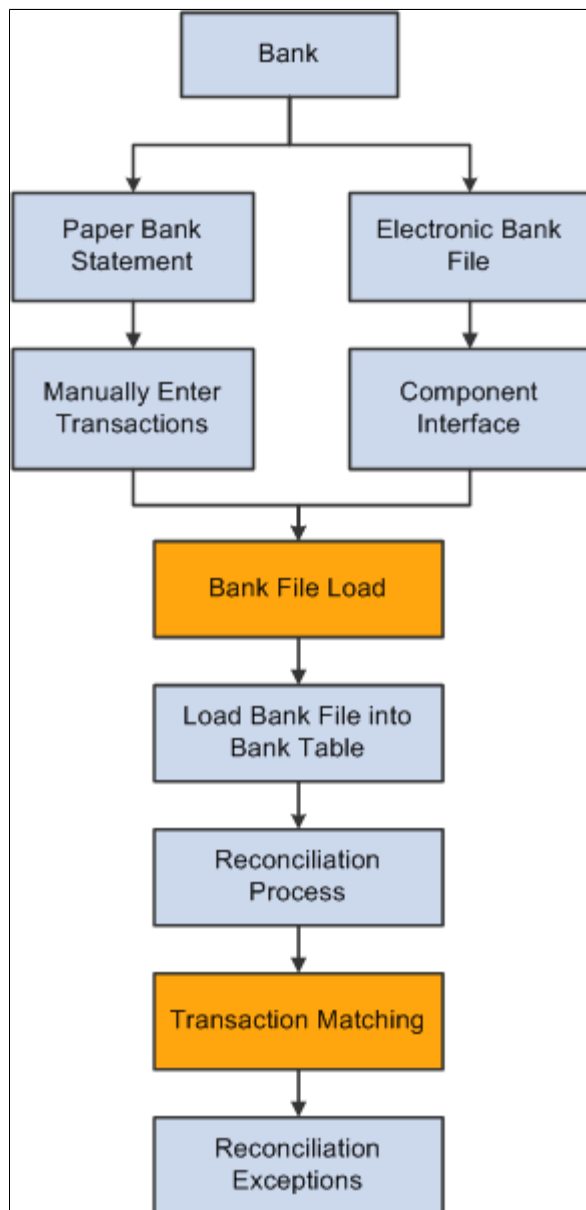 Bank
Paper Bank
Statement
Electronic Bank
File
Manually Enter
Transactions
Component
Interface
Bank File Load
Load Bank File into
Bank Table
Reconciliation
Process
Transaction Matching
Reconciliation
Exceptions